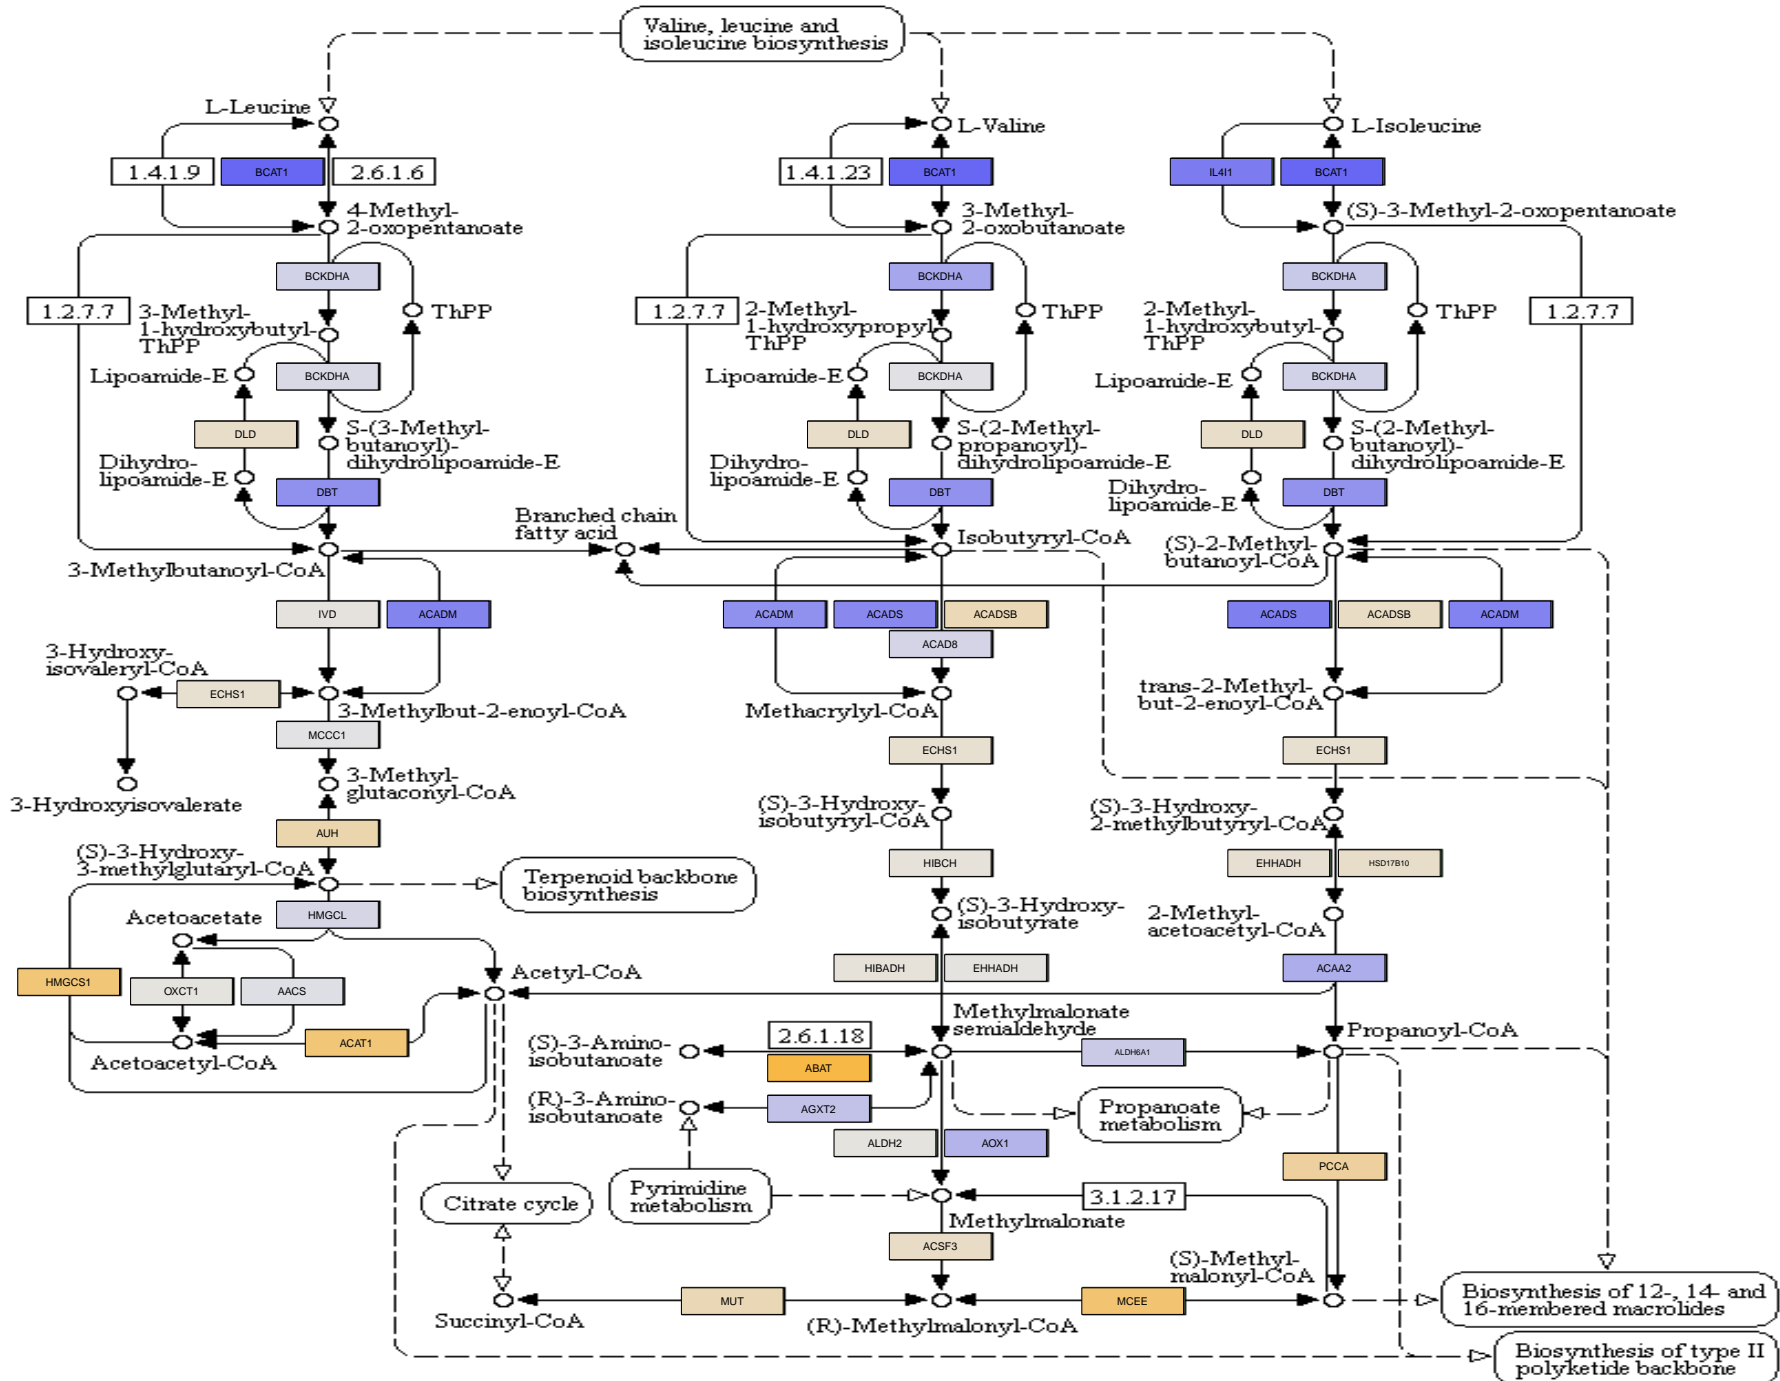 Valine, leucine and
isoleucine biosynthesis
L-Leucine
L-Valine
L-Isoleucine
1.4.1.9
BCAT1
2.6.1.6
1.4.1.23
BCAT1
IL4I1
BCAT1
4-Methyl-
2-oxopentanoate
3-Methyl-
2-oxobutanoate
(S)-3-Methyl-2-oxopentanoate
BCKDHA
BCKDHA
BCKDHA
1.2.7.7
3-Methyl-
1-hydroxybutyl-
ThPP
ThPP
1.2.7.7
2-Methyl-
1-hydroxypropyl
ThPP
ThPP
2-Methyl-
1-hydroxybutyl-
ThPP
ThPP
1.2.7.7
Lipoamide-E
BCKDHA
Lipoamide-E
BCKDHA
Lipoamide-E
BCKDHA
DLD
S-(3-Methyl-
butanoyl)-
dihydrolipoamide-E
DLD
S-(2-Methyl-
propanoyl)-
dihydrolipoamide-E
DLD
S-(2-Methyl-
butanoyl)-
dihydrolipoamide-E
Dihydro-
lipoamide-E
DBT
Dihydro-
lipoamide-E
DBT
Dihydro-
lipoamide-E
DBT
Branched chain
fatty acid
3-Methylbutanoyl-CoA
Isobutyryl-CoA
(S)-2-Methyl-
butanoyl-CoA
IVD
ACADM
ACADM
ACADS
ACADSB
ACAD8
ACADS
ACADSB
ACADM
3-Hydroxy-
isovaleryl-CoA
ECHS1
3-Methylbut-2-enoyl-CoA
Methacrylyl-CoA
trans-2-Methyl-
but-2-enoyl-CoA
MCCC1
ECHS1
ECHS1
3-Hydroxyisovalerate
3-Methyl-
glutaconyl-CoA
(S)-3-Hydroxy-
isobutyryl-CoA
(S)-3-Hydroxy-
2-methylbutyryl-CoA
AUH
(S)-3-Hydroxy-
3-methylglutaryl-CoA
Terpenoid backbone
biosynthesis
HIBCH
EHHADH
HSD17B10
Acetoacetate
HMGCL
(S)-3-Hydroxy-
isobutyrate
2-Methyl-
acetoacetyl-CoA
HMGCS1
OXCT1
AACS
Acetyl-CoA
HIBADH
EHHADH
ACAA2
ACAT1
Acetoacetyl-CoA
Methylmalonate
semialdehyde
Propanoyl-CoA
(S)-3-Amino-
isobutanoate
2.6.1.18
ABAT
ALDH6A1
(R)-3-Amino-
isobutanoate
AGXT2
Propanoate
metabolism
ALDH2
AOX1
PCCA
Citrate cycle
Pyrimidine
metabolism
3.1.2.17
Methylmalonate
ACSF3
(S)-Methyl-
malonyl-CoA
MUT
MCEE
Succinyl-CoA
(R)-Methylmalonyl-CoA
Biosynthesis of 12-, 14- and
16-membered macrolides
Biosynthesis of type II
polyketide backbone